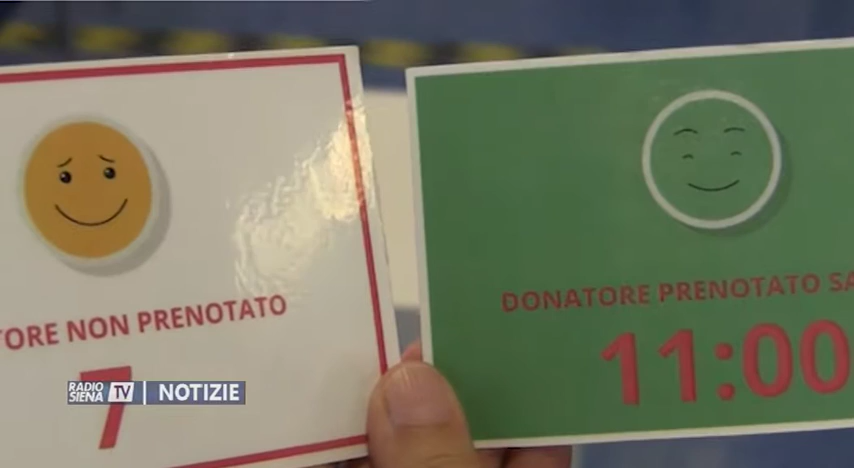 TORE NON PRENOTATO
7
DONATORE PRENOTATO SA
11:00
RADIO SIENA TV NOTIZIE